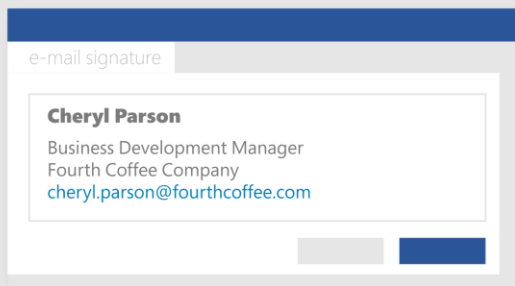 e-mail signature
Cheryl Parson
Business Development Manager
Fourth Coffee Company
cheryl.parson@fourthcoffee.com